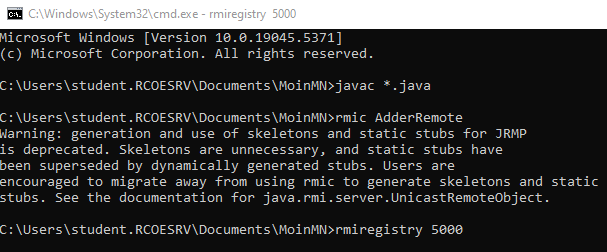 C:\Windows\System32\cmd.exe - rmiregistry 5000
Microsoft Windows [Version 10.0.19045.5371]
(c) Microsoft Corporation. All rights reserved.
C:\Users\student.RCOESRV\Documents\MoinMN>javac *.java
C:\Users\student.RCOESRV\Documents\MoinMN>rmic AdderRemote
Warning: generation and use of skeletons and static stubs for JRMP
is deprecated. Skeletons are unnecessary, and static stubs have
been superseded by dynamically generated stubs. Users are
encouraged to migrate away from using rmic to generate skeletons and static
stubs. See the documentation for java.rmi.server.UnicastRemoteObject.
C:\Users\student.RCOESRV\Documents\MoinMN>rmiregistry 5000